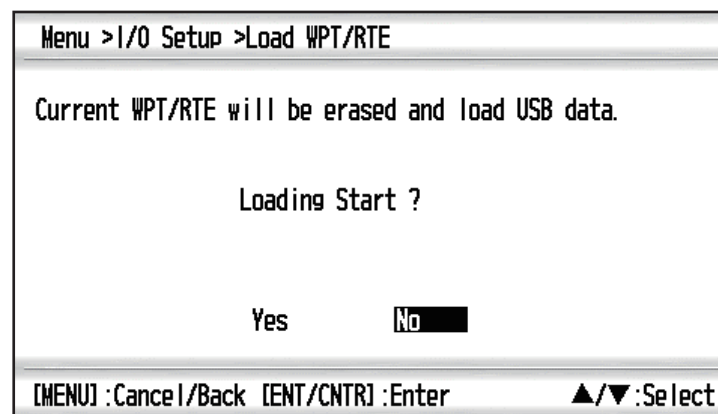 Menu >I/O Setup >Load WPT/RTE
Current WPT/RTE will be erased and load USB data.
Loading Start ?
Yes No
[MENU]:Cancel/Back [ENT/CNTR]:Enter ▲/▼:Select